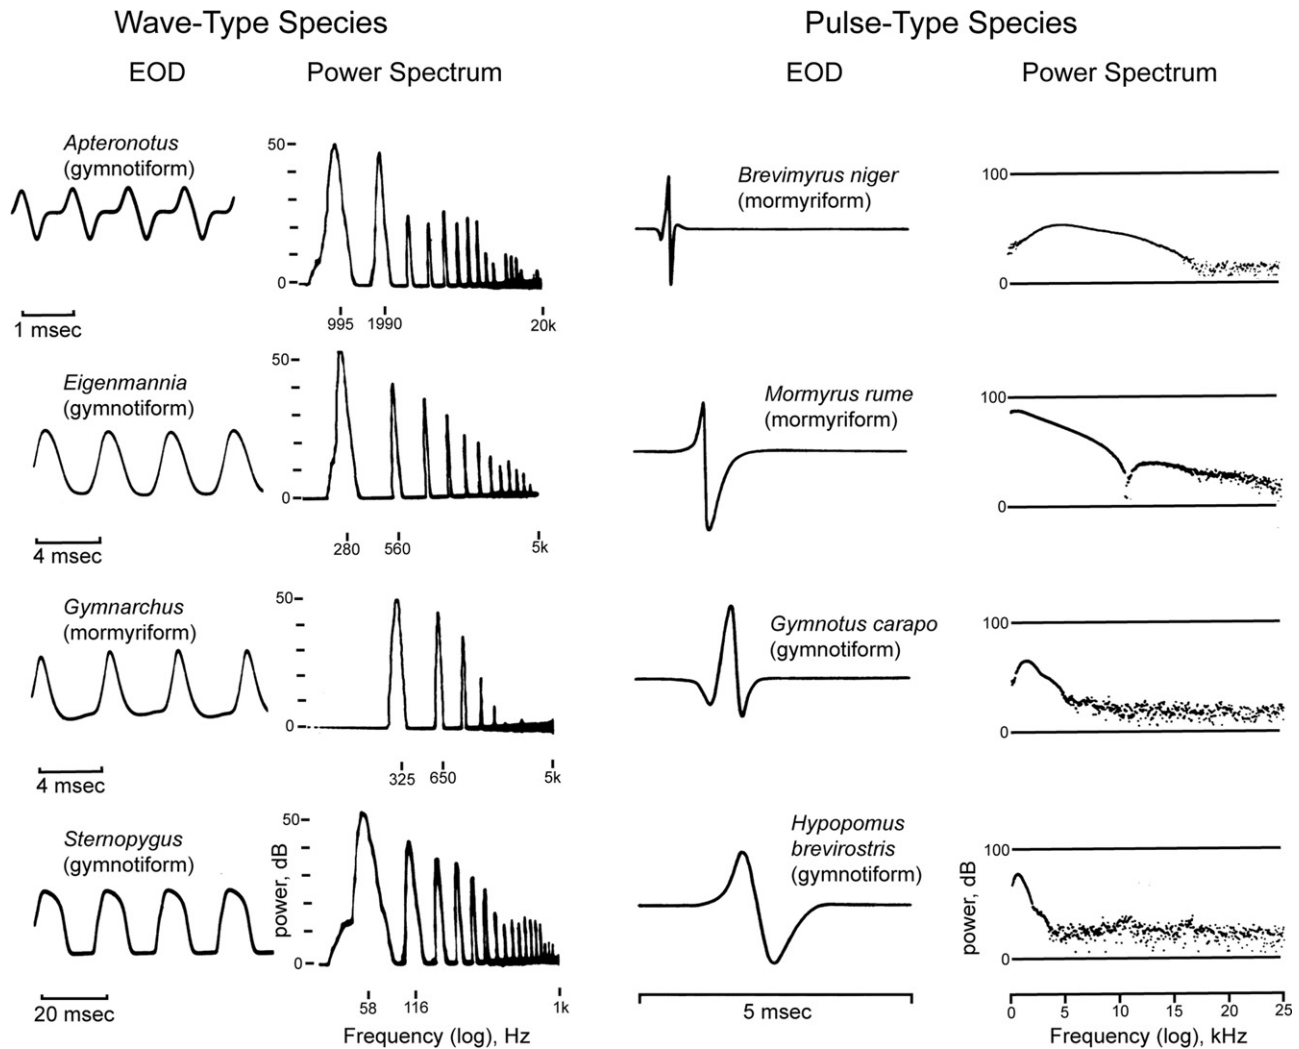 Wave-Type Species
Pulse-Type Species
EOD
Power Spectrum
EOD
Power Spectrum
Apteronotus
(gymnotiform)
1 msec
50
0
995 1990 20k
Eigenmannia
(gymnotiform)
4 msec
50
0
280 560 5k
Gymnarchus
(mormyriform)
4 msec
50
0
325 650 5k
Sternopygus
(gymnotiform)
20 msec
power, dB
50
0
58 116 1k
Frequency (log), Hz
Brevimyrus niger
(mormyriform)
100
0
Mormyrus rume
(mormyriform)
100
0
Gymnotus carapo
(gymnotiform)
100
0
Hypopomus
brevirostris
(gymnotiform)
5 msec
power, dB
100
0
0 5 10 15 20 25
Frequency (log), kHz